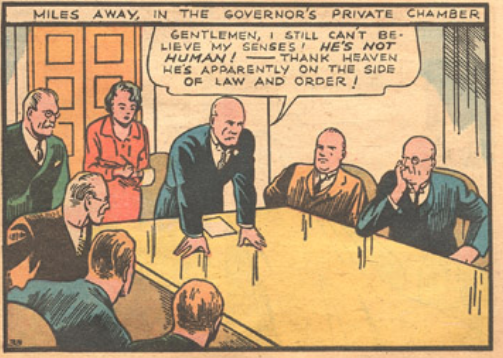 MILES AWAY, IN THE GOVERNOR'S PRIVATE CHAMBER
GENTLEMEN, I STILL CAN'T BE-
LIEVE MY SENSES! HE'S NOT
HUMAN! — THANK HEAVEN
HE'S APPARENTLY ON THE SIDE
OF LAW AND ORDER!